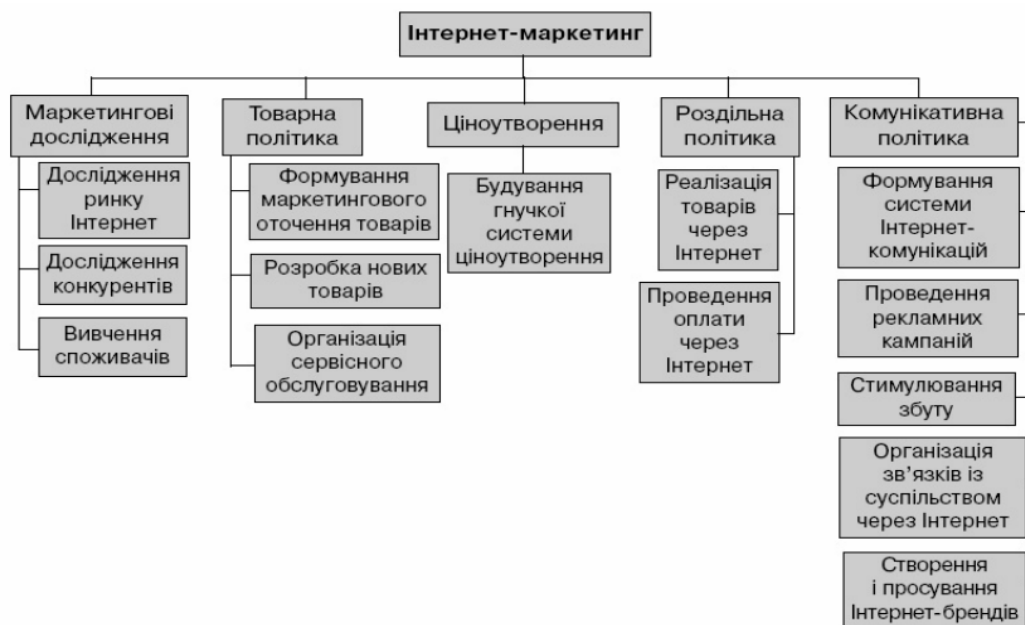 Інтернет-маркетинг
Маркетингові
дослідження
Дослідження
ринку
Інтернет
Дослідження
конкурентів
Вивчення
споживачів
Товарна
політика
Формування
маркетингового
оточення товарів
Розробка нових
товарів
Організація
сервісного
обслуговування
Ціноутворення
Будування
гнучкої
системи
ціноутворення
Роздільна
політика
Реалізація
товарів
через
Інтернет
Проведення
оплати
через
Інтернет
Комунікативна
політика
Формування
системи
Інтернет-
комунікацій
Проведення
рекламних
кампаній
Стимулювання
збуту
Організація
зв’язків із
суспільством
через Інтернет
Створення
і просування
Інтернет-брендів